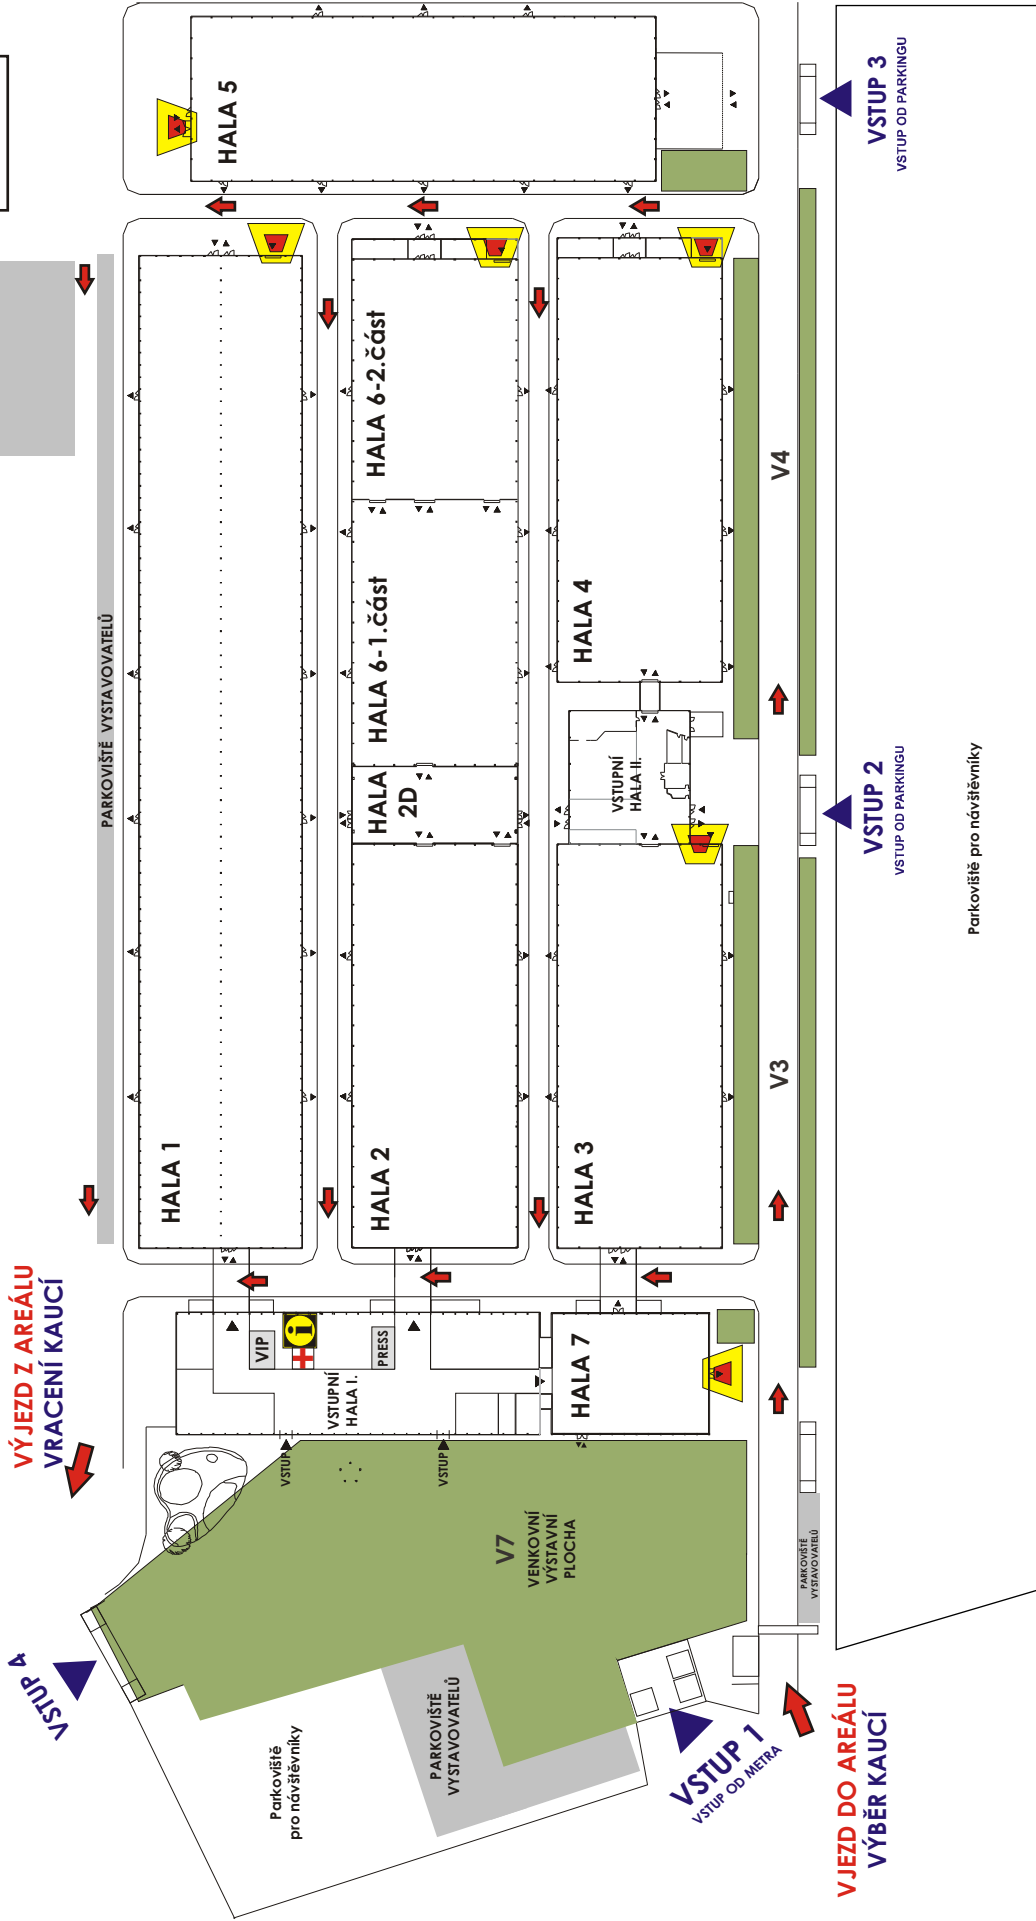 VÝJEZD Z AREÁLU
VRACENÍ KAUCÍ
PARKOVIŠTĚ VYSTAVOVATELŮ
HALA 5
HALA 1
HALA 2
HALA
2D
HALA 6-1.část
HALA 6-2.část
HALA 3
VSTUPNÍ
HALA II.
HALA 4
VIP
PRESS
i
VSTUPNÍ
HALA I.
HALA 7
VSTUP
VSTUP
V7
VENKOVNÍ
VÝSTAVNÍ
PLOCHA
V3
V4
VSTUP 4
Parkoviště
pro návštěvníky
PARKOVIŠTĚ
VYSTAVOVATELŮ
PARKOVIŠTĚ
VYSTAVOVATELŮ
VSTUP 1
VSTUP OD METRA
VJEZD DO AREÁLU
VÝBĚR KAUCÍ
VSTUP 2
VSTUP OD PARKINGU
VSTUP 3
VSTUP OD PARKINGU
Parkoviště pro návštěvníky